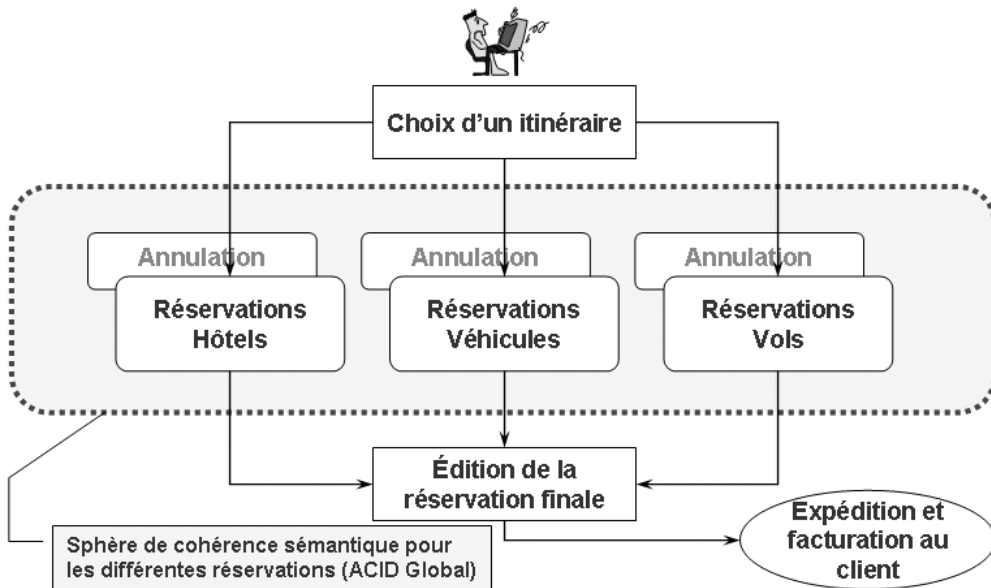 Choix d'un itinéraire
Annulation
Annulation
Annulation
Réservations
Hôtels
Réservations
Véhicules
Réservations
Vols
Édition de la
réservation finale
Expédition et
facturation au
client
Sphère de cohérence sémantique pour
les différentes réservations (ACID Global)